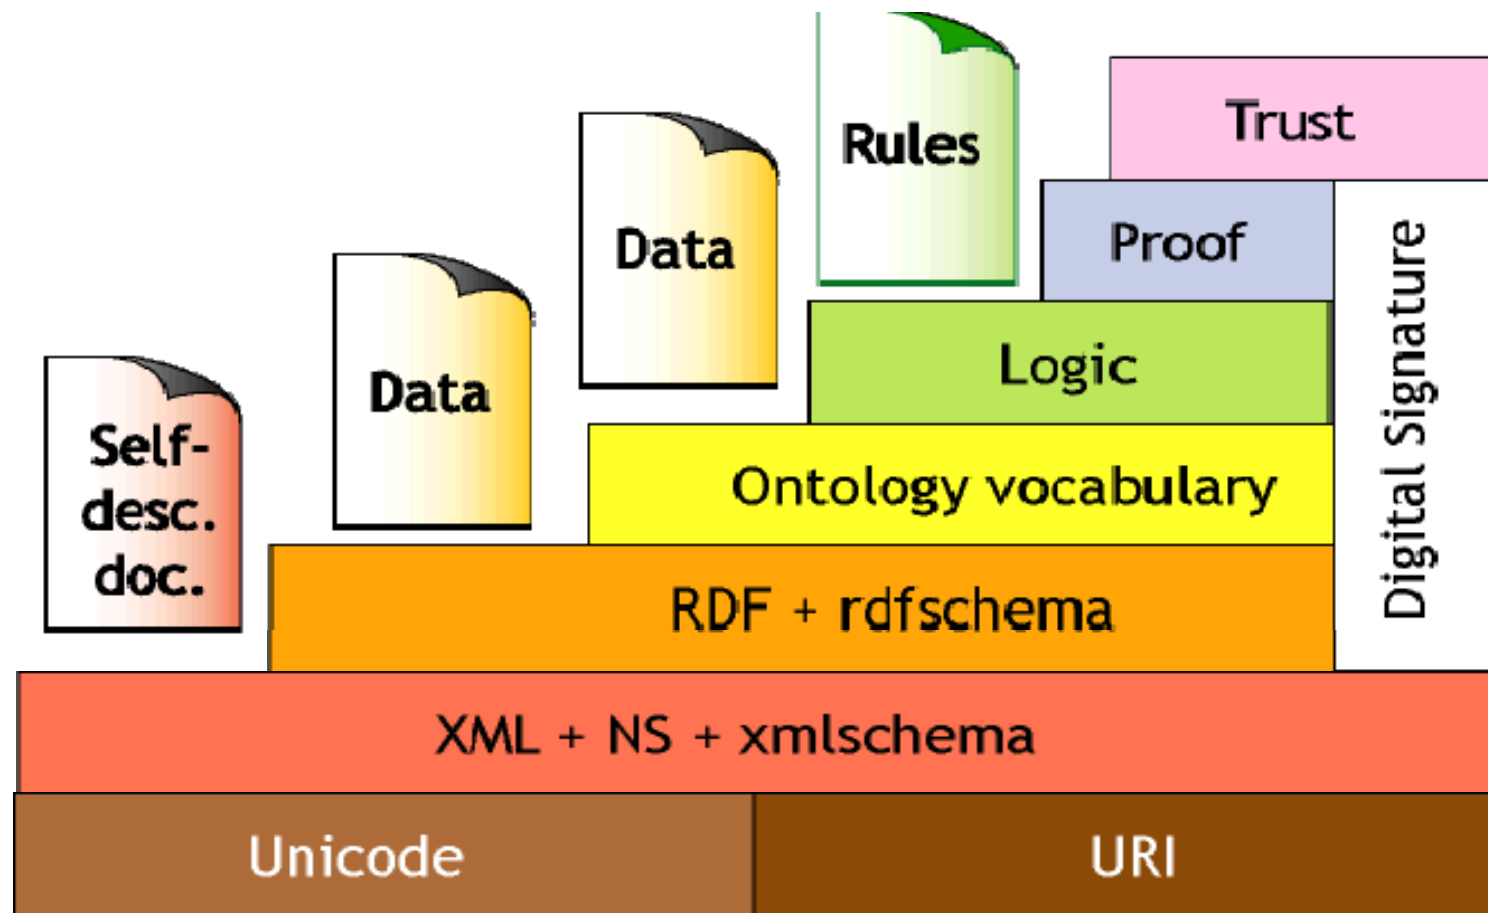 Rules
Trust
Data
Proof
Data
Logic
Self-
desc.
doc.
Ontology vocabulary
Digital Signature
RDF + rdfschema
XML + NS + xmlschema
Unicode
URI